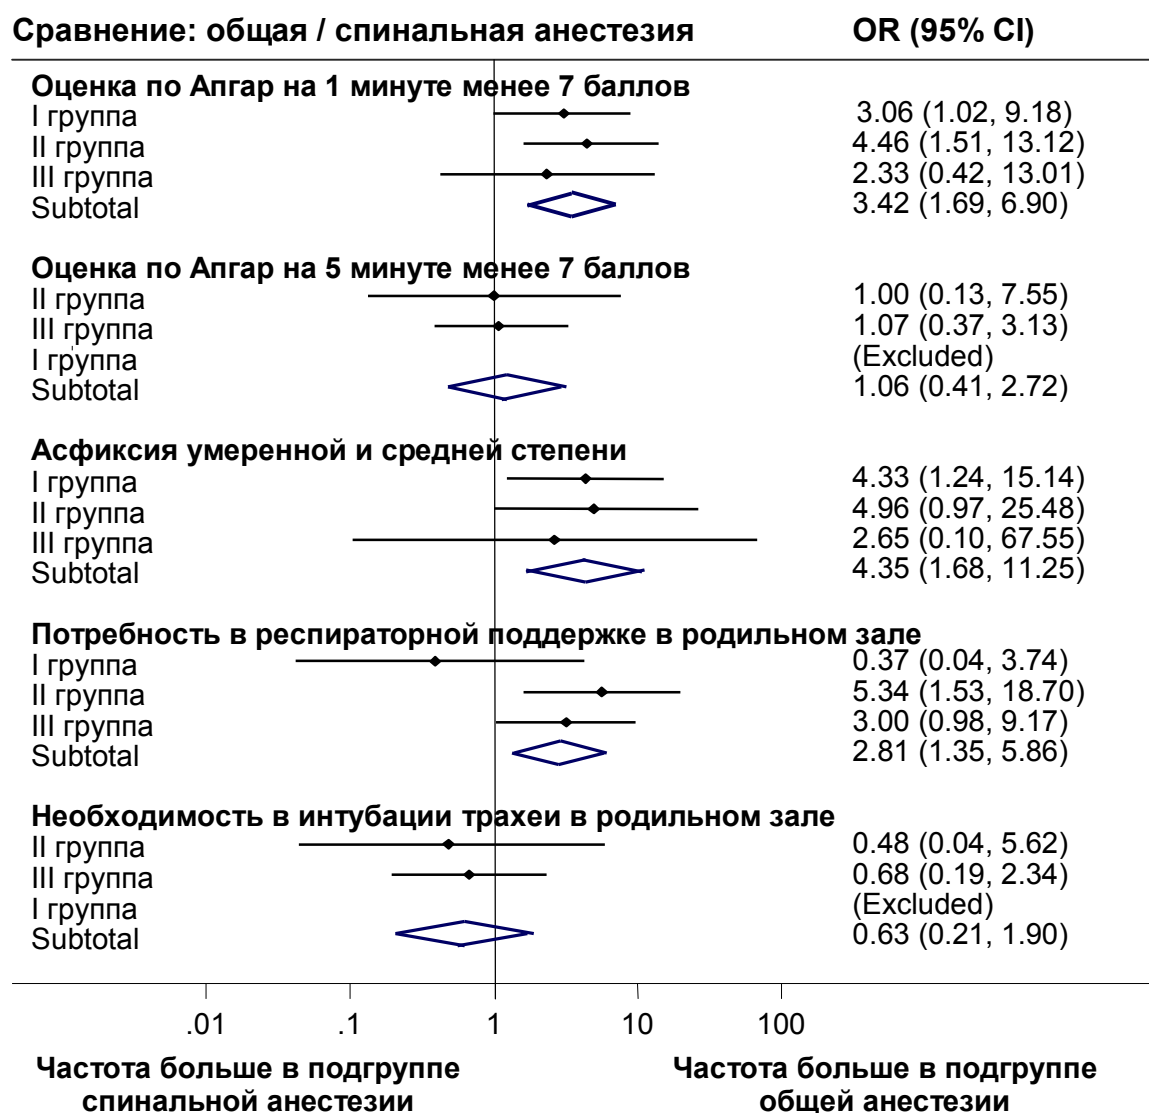 Сравнение: общая / спинальная анестезия OR (95% CI)
Оценка по Апгар на 1 минуте менее 7 баллов
I группа 3.06 (1.02, 9.18)
II группа 4.46 (1.51, 13.12)
III группа 2.33 (0.42, 13.01)
Subtotal 3.42 (1.69, 6.90)
Оценка по Апгар на 5 минуте менее 7 баллов
II группа 1.00 (0.13, 7.55)
III группа 1.07 (0.37, 3.13)
I группа (Excluded)
Subtotal 1.06 (0.41, 2.72)
Асфиксия умеренной и средней степени
I группа 4.33 (1.24, 15.14)
II группа 4.96 (0.97, 25.48)
III группа 2.65 (0.10, 67.55)
Subtotal 4.35 (1.68, 11.25)
Потребность в респираторной поддержке в родильном зале
I группа 0.37 (0.04, 3.74)
II группа 5.34 (1.53, 18.70)
III группа 3.00 (0.98, 9.17)
Subtotal 2.81 (1.35, 5.86)
Необходимость в интубации трахеи в родильном зале
II группа 0.48 (0.04, 5.62)
III группа 0.68 (0.19, 2.34)
I группа (Excluded)
Subtotal 0.63 (0.21, 1.90)
.01 .1 1 10 100
Частота больше в подгруппе Частота больше в подгруппе
спинальной анестезии общей анестезии